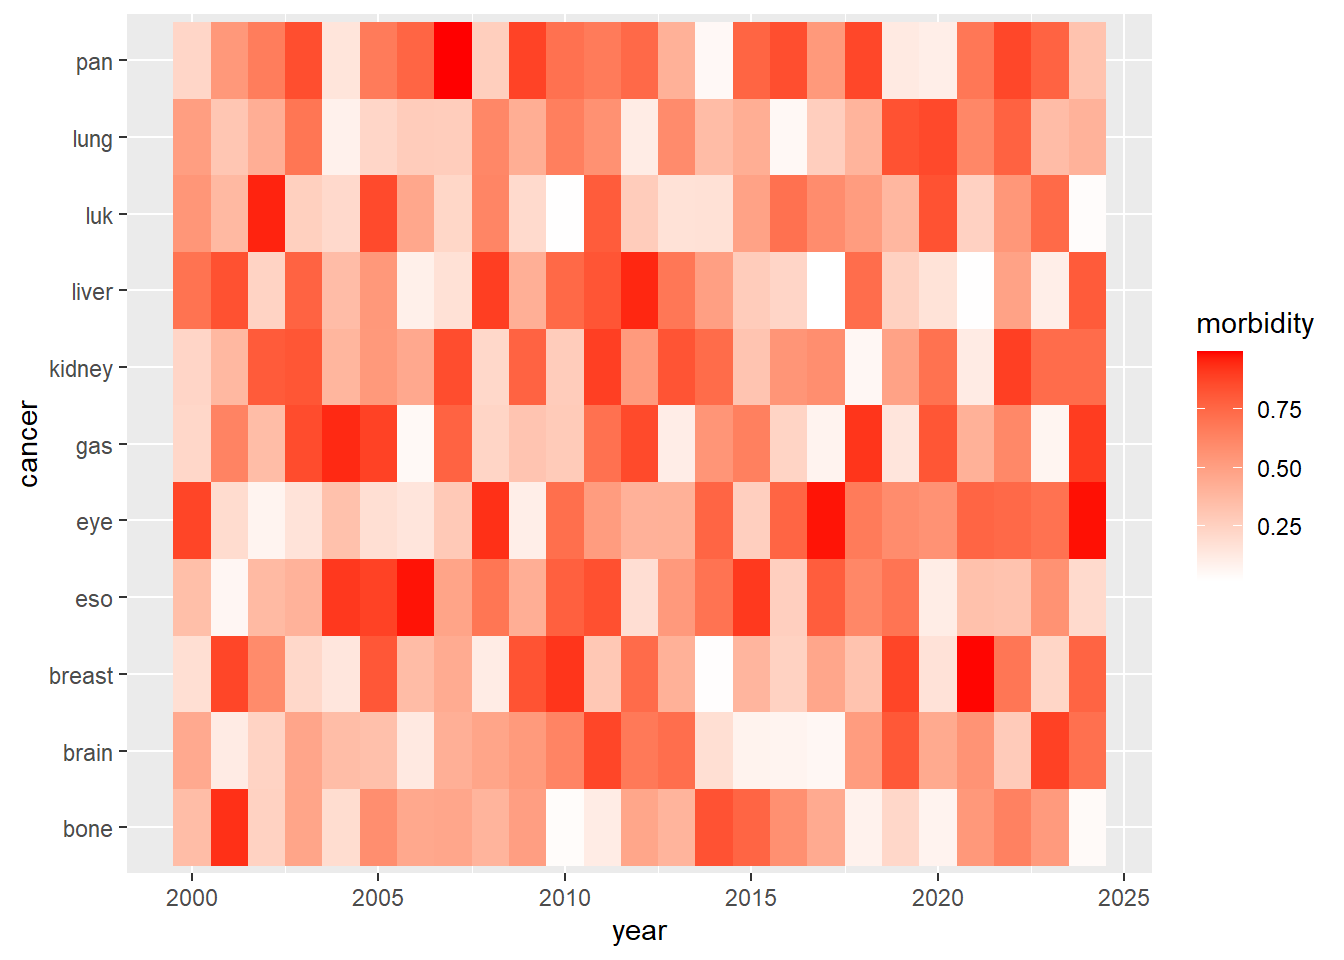 pan
lung
luk
liver
kidney
gas
eye
eso
breast
brain
bone
cancer
2000 2005 2010 2015 2020 2025
year
morbidity
0.75
0.50
0.25